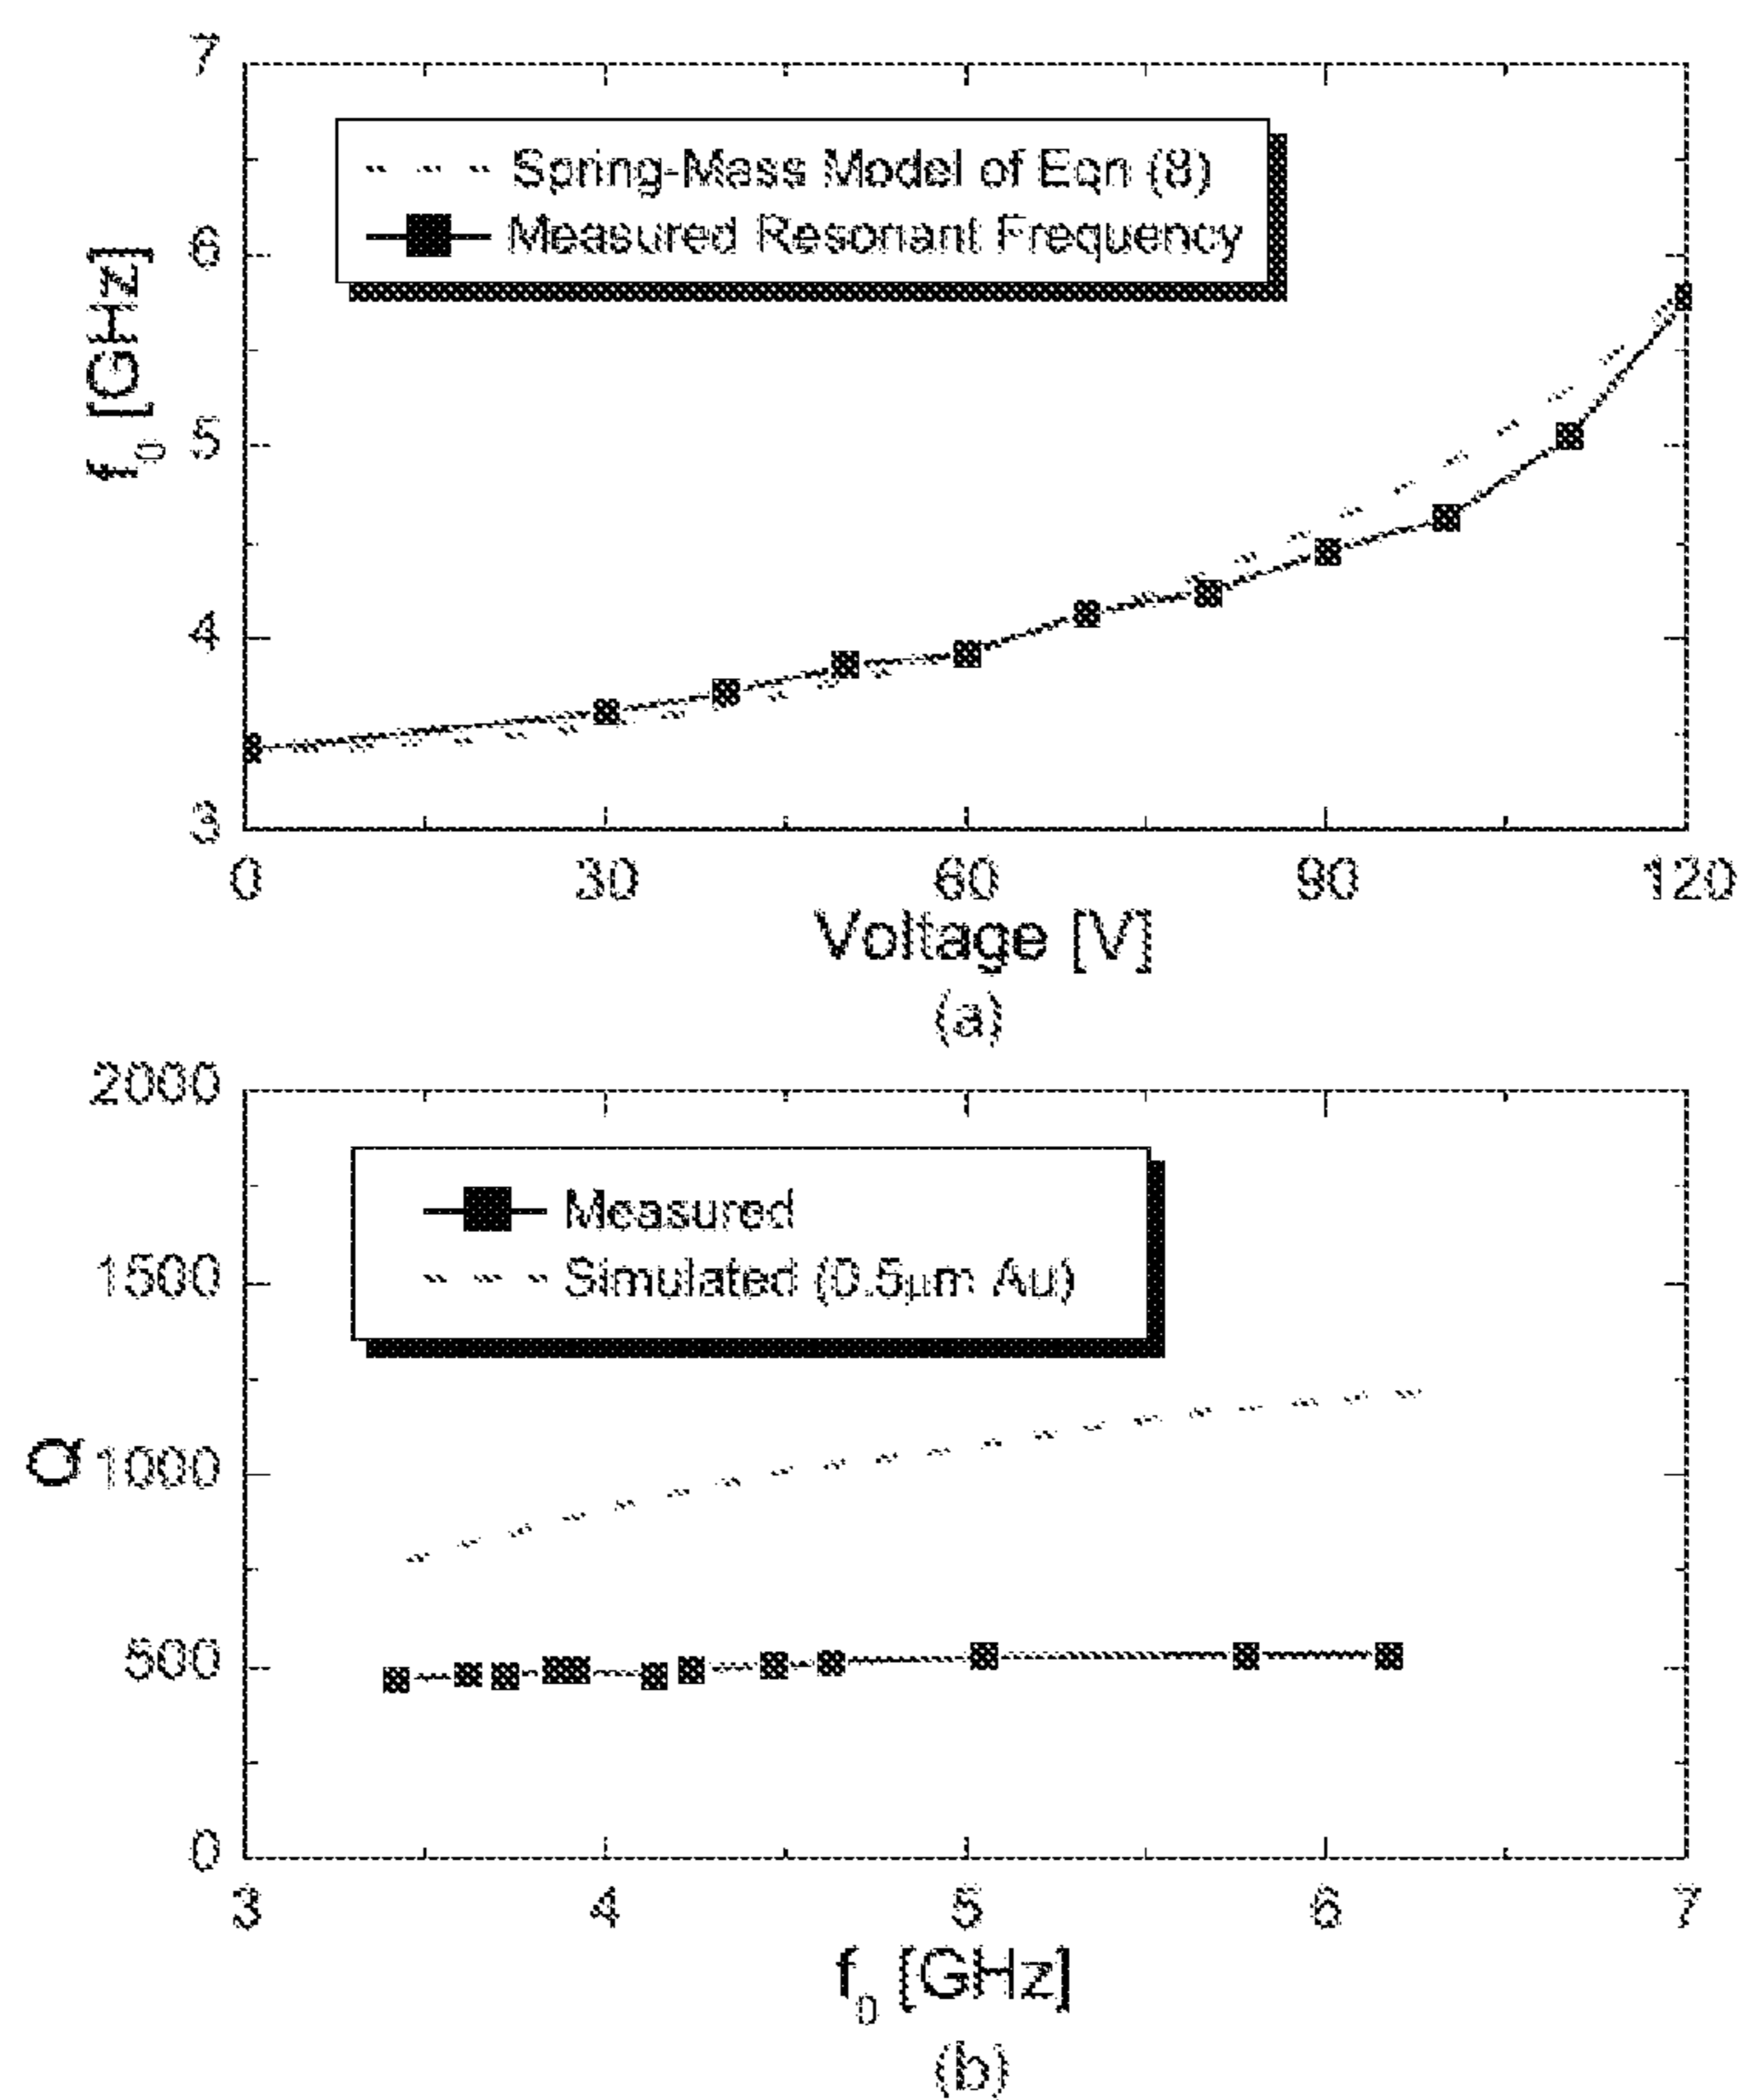 7
6
5
4
3
f0 [GHz]
Spring-Mass Model of Eqn (8)
Measured Resonant Frequency
0 30 60 90 120
Voltage [V]
(a)
2000
1500
1000
500
0
Q
Measured
Simulated (0.5μm Au)
3 4 5 6 7
f0 [GHz]
(b)